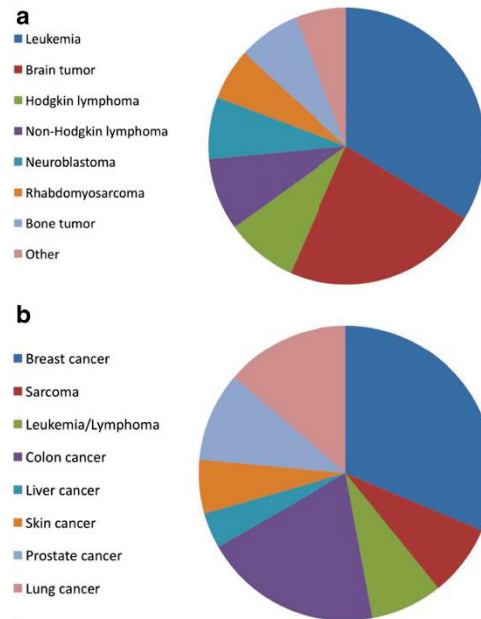 a
Leukemia
Brain tumor
Hodgkin lymphoma
Non-Hodgkin lymphoma
Neuroblastoma
Rhabdomyosarcoma
Bone tumor
Other
b
Breast cancer
Sarcoma
Leukemia/Lymphoma
Colon cancer
Liver cancer
Skin cancer
Prostate cancer
Lung cancer